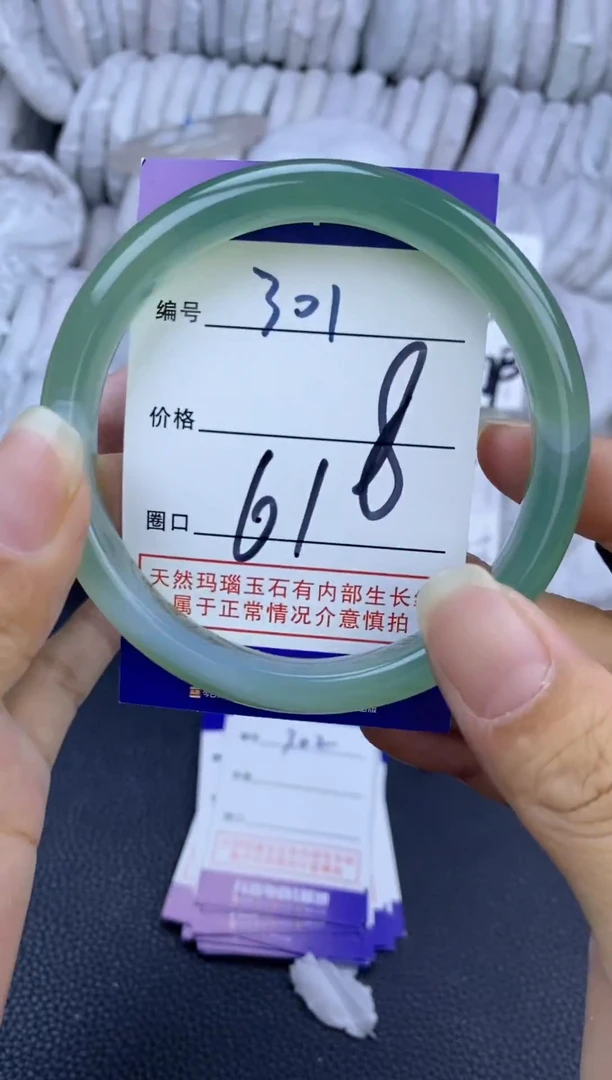 编号 301
价格 8
圈口 61
天然玛瑙玉石有内部生长
属于正常情况介意慎拍
302